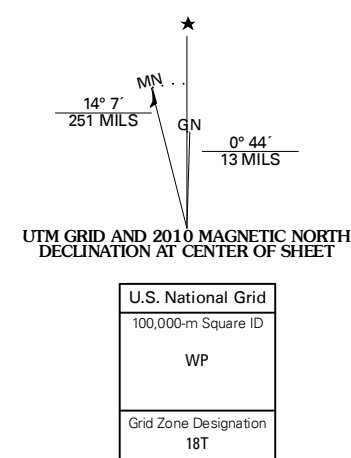 MN
14° 7´
251 MILS
GN
0° 44´
13 MILS
UTM GRID AND 2010 MAGNETIC NORTH
DECLINATION AT CENTER OF SHEET
U.S. National Grid
100,000-m Square ID
WP
Grid Zone Designation
18T